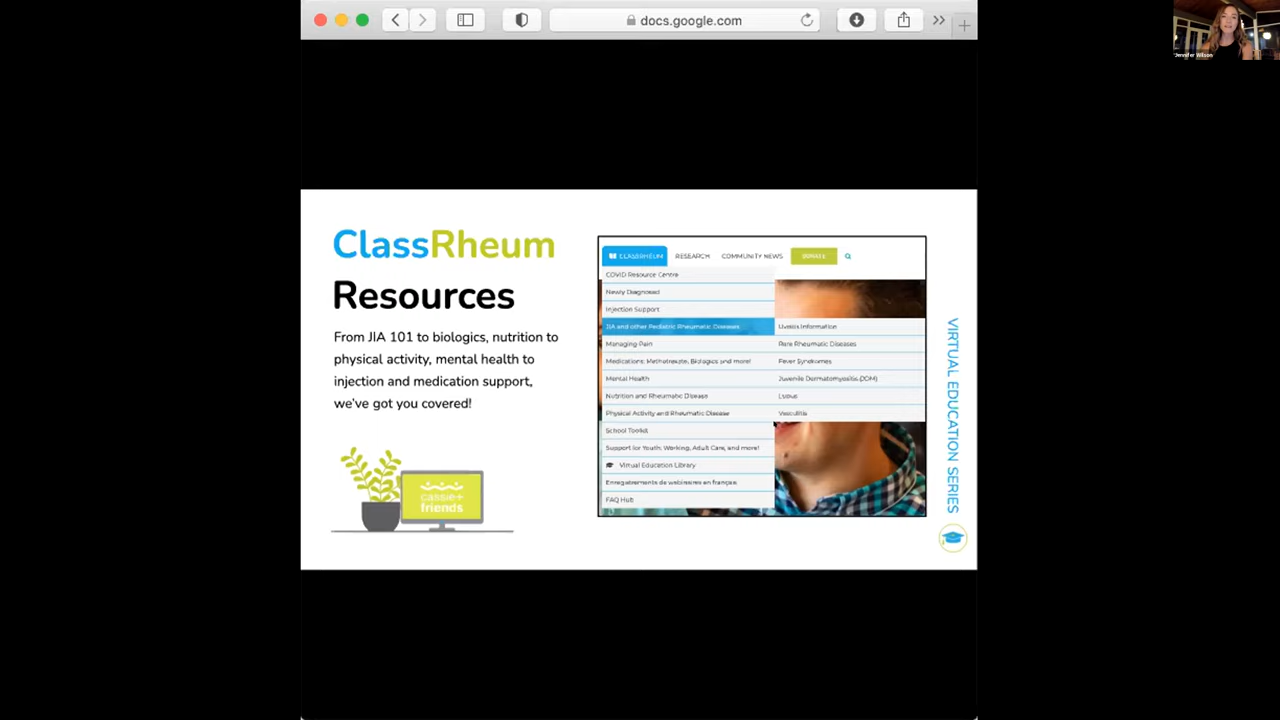 docs.google.com
Jennifer Wilson
ClassRheum
Resources
From JIA 101 to biologics, nutrition to
physical activity, mental health to
injection and medication support,
we've got you covered!
cassie+
friends
CLASSRHEUM RESEARCH COMMUNITY NEWS DONATE
COVID Resource Centre
Newly Diagnosed
Injection Support
JIA and other Pediatric Rheumatic Diseases
Managing Pain
Medications: Methotrexate, Biologics and more!
Mental Health
Nutrition and Rheumatic Disease
Physical Activity and Rheumatic Disease
School Toolkit
Support for Youth: Working, Adult Care, and more!
Virtual Education Library
Enregistrements de webinaires en français
FAQ Hub
Uveitis Information
Rare Rheumatic Diseases
Fever Syndromes
Juvenile Dermatomyositis (JDM)
Lupus
Vasculitis
VIRTUAL EDUCATION SERIES